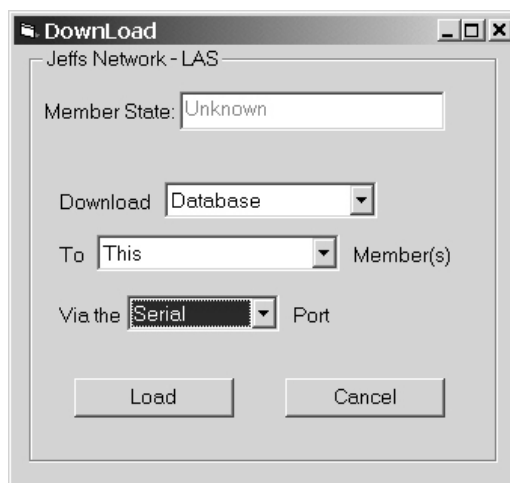 DownLoad
Jeffs Network - LAS
Member State: Unknown
Download Database
To This Member(s)
Via the Serial Port
Load Cancel